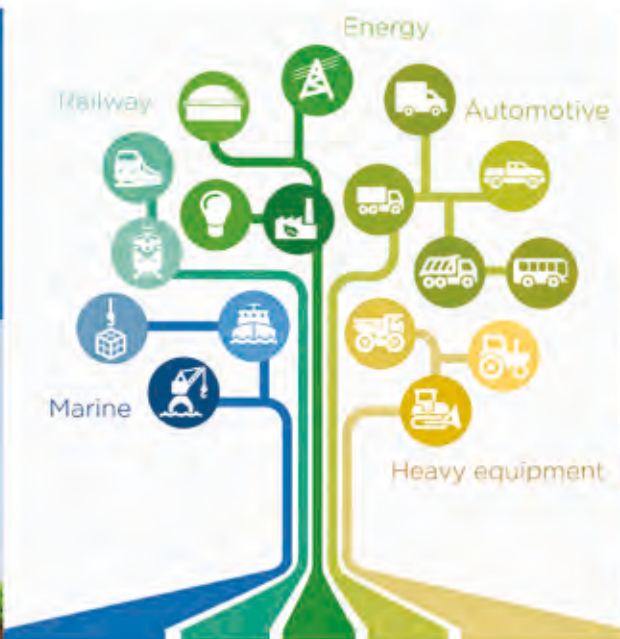 Energy
Railway
Automotive
Marine
Heavy equipment